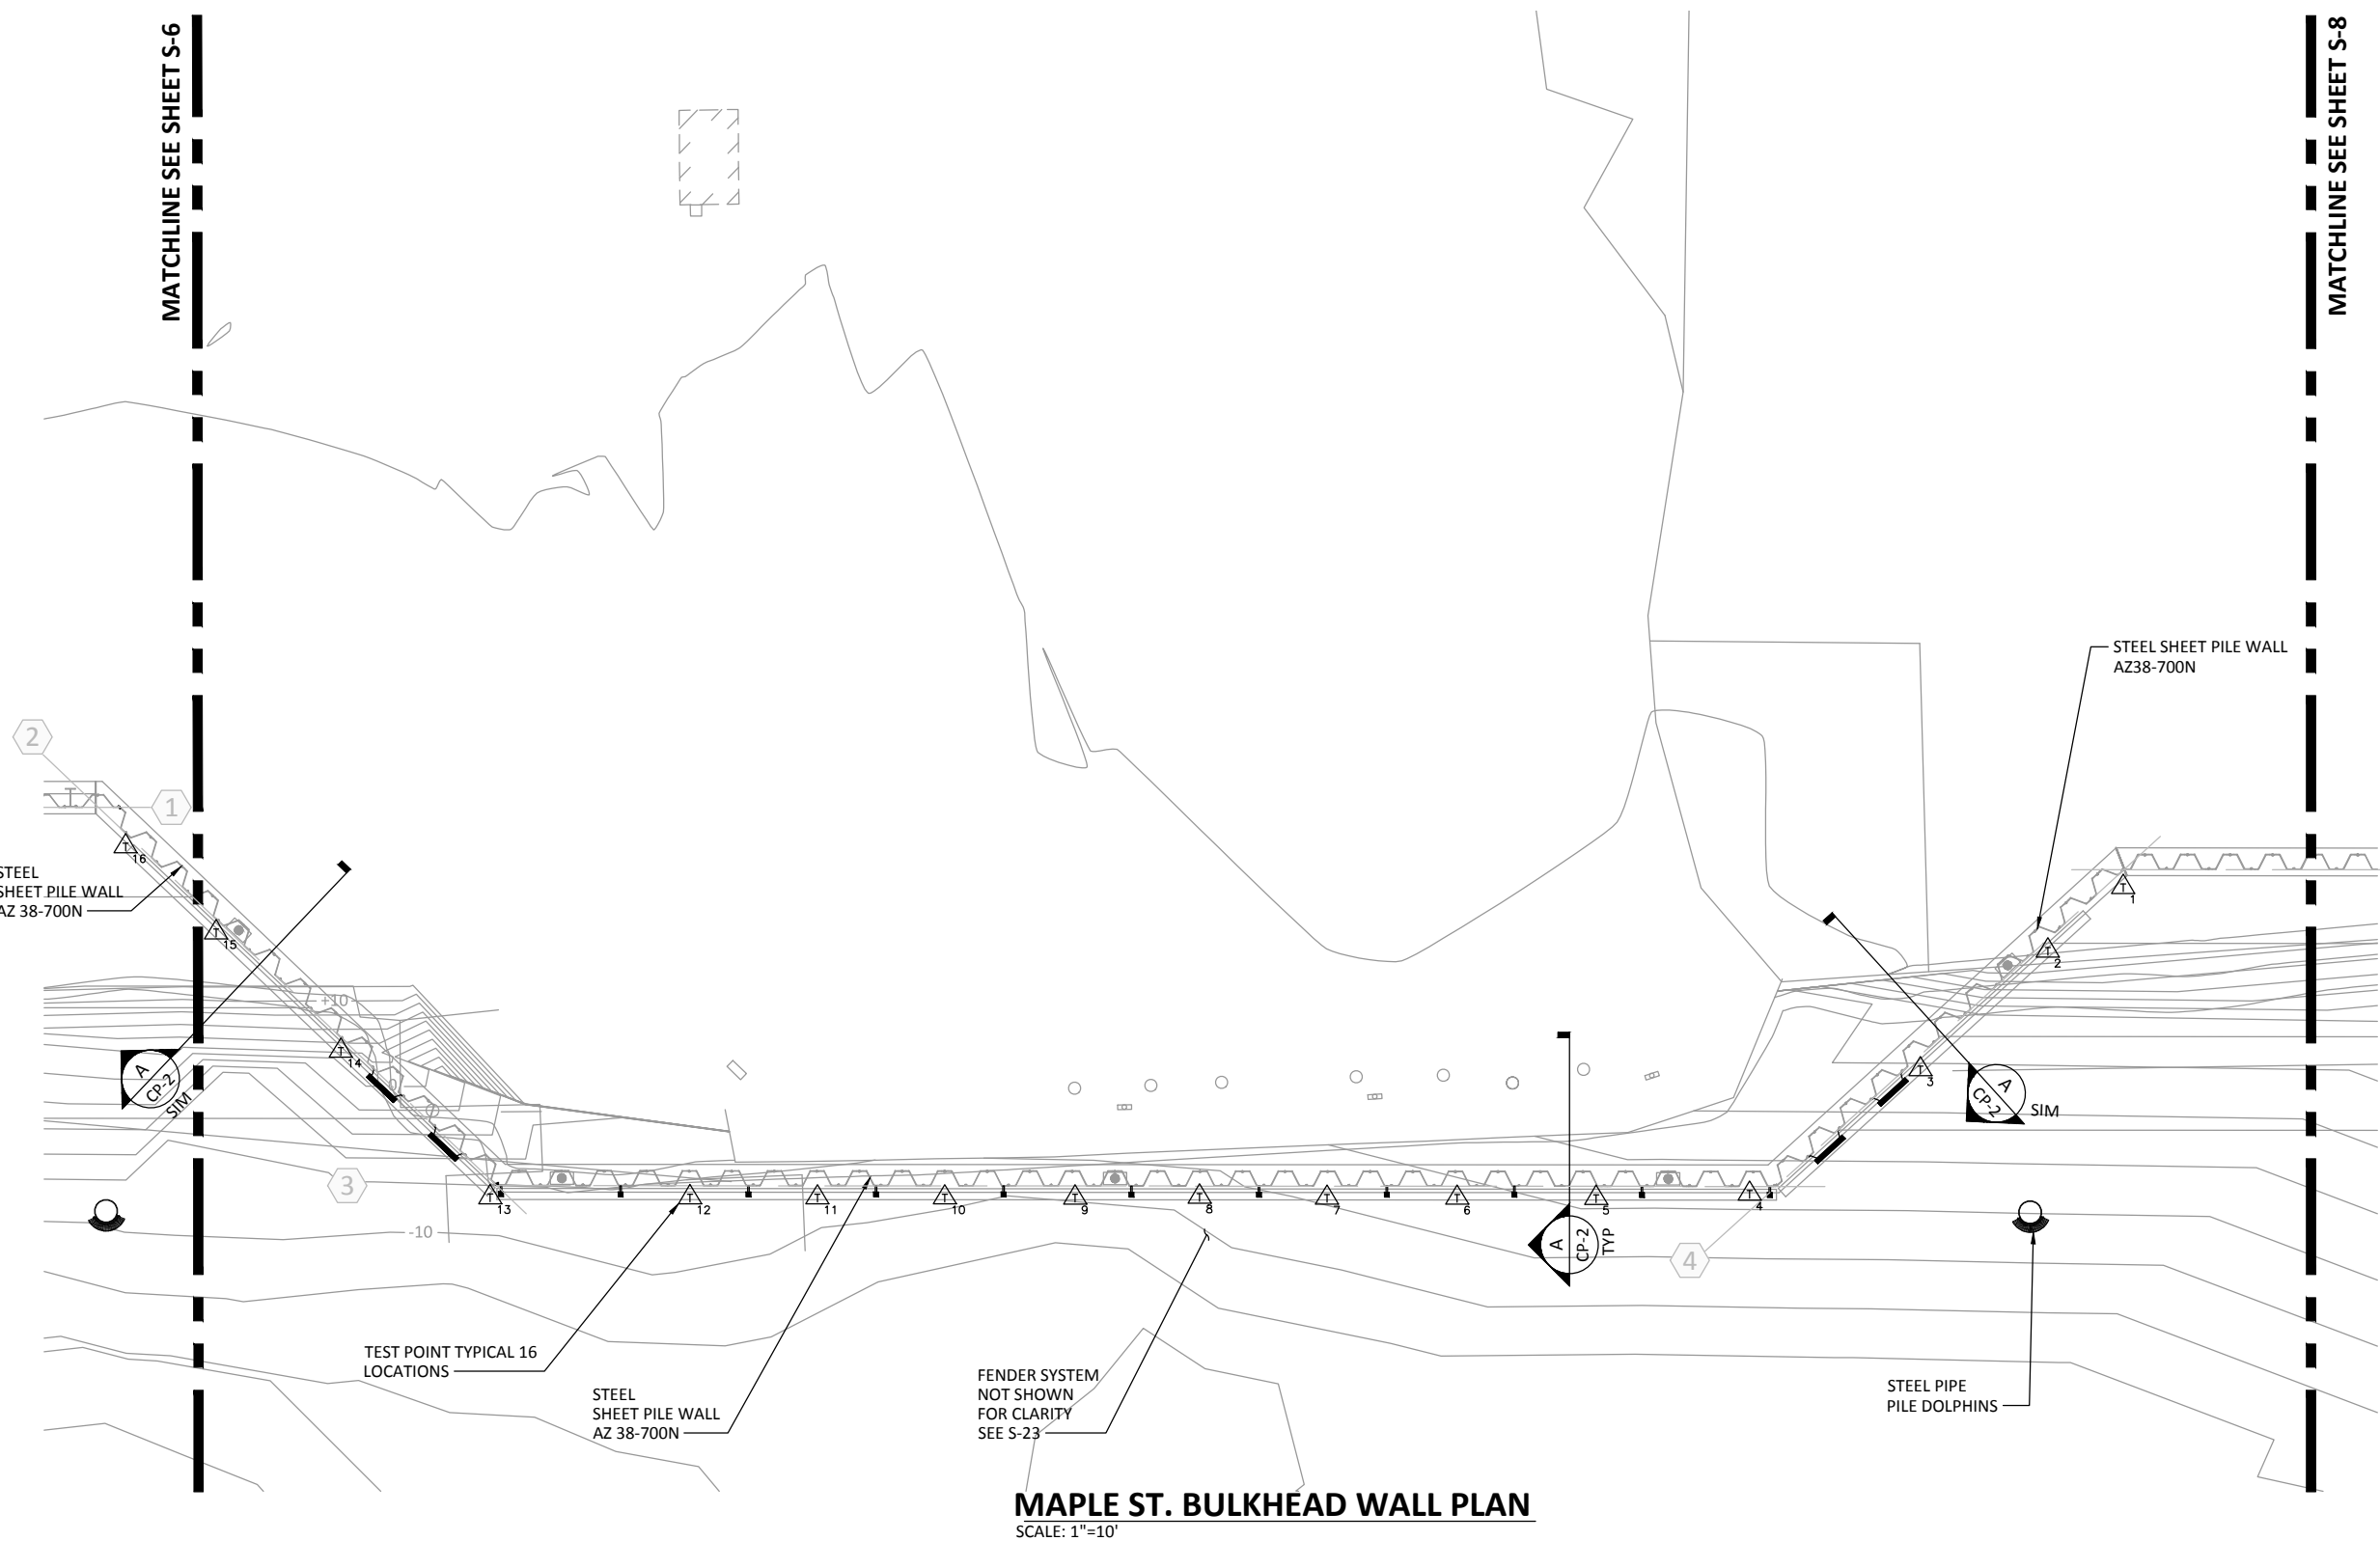 MATCHLINE SEE SHEET S-6
MATCHLINE SEE SHEET S-8
STEEL SHEET PILE WALL
AZ38-700N
2
1
STEEL
SHEET PILE WALL
AZ 38-700N
T 16
T 15
T 14
T 13
T 12
T 11
T 10
T 9
T 8
T 7
T 6
T 5
T 4
T 3
T 2
T 1
+10
0
A
CP-2
SIM
A
CP-2
SIM
3
-10
A
CP-2
TYP
4
TEST POINT TYPICAL 16
LOCATIONS
STEEL
SHEET PILE WALL
AZ 38-700N
FENDER SYSTEM
NOT SHOWN
FOR CLARITY
SEE S-23
STEEL PIPE
PILE DOLPHINS
MAPLE ST. BULKHEAD WALL PLAN
SCALE: 1"=10'